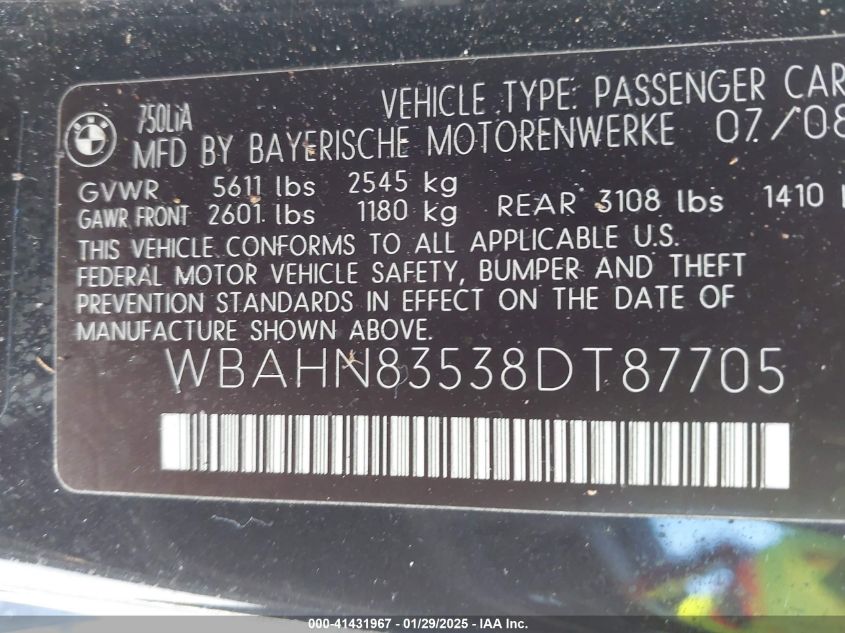 750LiA
VEHICLE TYPE: PASSENGER CAR
MFD BY BAYERISCHE MOTORENWERKE 07/08
GVWR 5611 lbs 2545 kg
GAWR FRONT 2601 lbs 1180 kg REAR 3108 lbs 1410
THIS VEHICLE CONFORMS TO ALL APPLICABLE U.S.
FEDERAL MOTOR VEHICLE SAFETY, BUMPER AND THEFT
PREVENTION STANDARDS IN EFFECT ON THE DATE OF
MANUFACTURE SHOWN ABOVE.
WBAHN83538DT87705
000-41431967 - 01/29/2025 - IAA Inc.